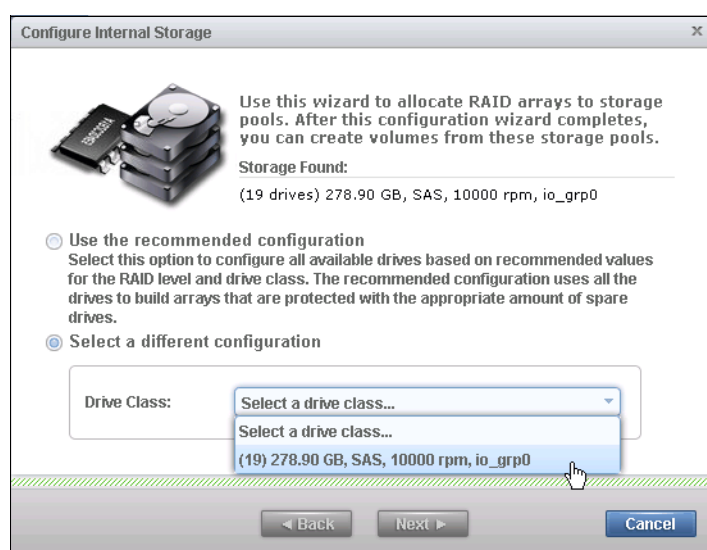 Configure Internal Storage
x
Use this wizard to allocate RAID arrays to storage
pools. After this configuration wizard completes,
you can create volumes from these storage pools.
Storage Found:
(19 drives) 278.90 GB, SAS, 10000 rpm, io_grp0
Use the recommended configuration
Select this option to configure all available drives based on recommended values
for the RAID level and drive class. The recommended configuration uses all the
drives to build arrays that are protected with the appropriate amount of spare
drives.
Select a different configuration
Drive Class:
Select a drive class...
Select a drive class...
(19) 278.90 GB, SAS, 10000 rpm, io_grp0
Back
Next
Cancel